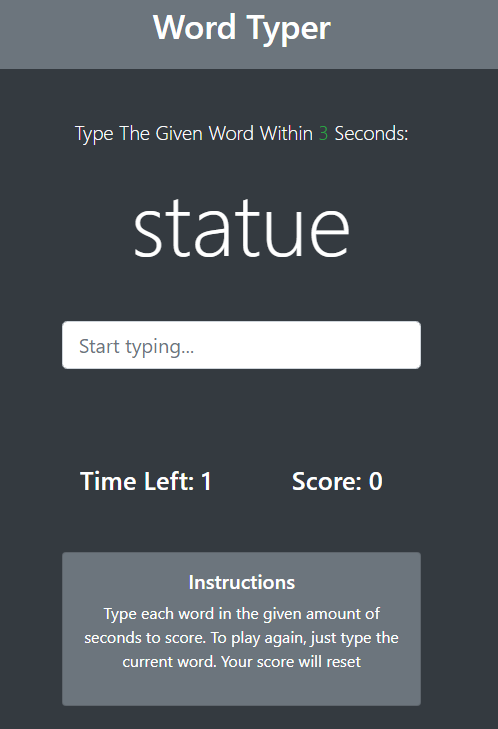 Word Typer
Type The Given Word Within 3 Seconds:
statue
Start typing...
Time Left: 1 Score: 0
Instructions
Type each word in the given amount of
seconds to score. To play again, just type the
current word. Your score will reset